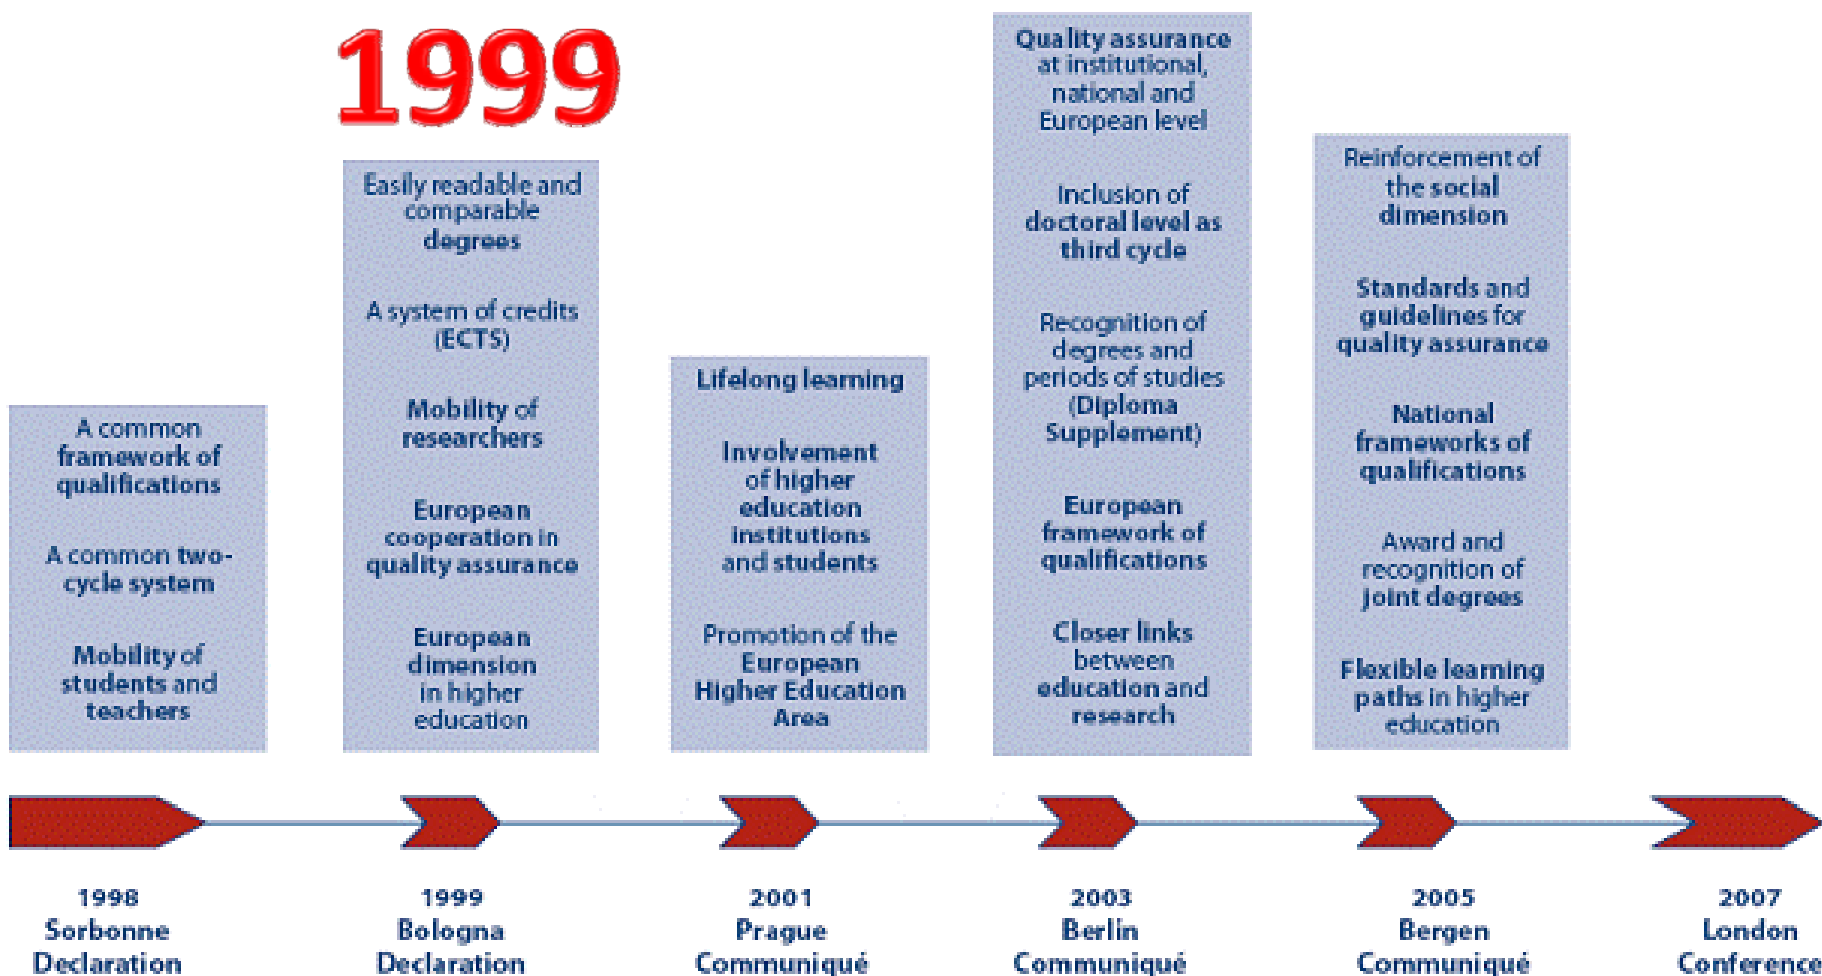 1999
A common
framework of
qualifications
A common two-
cycle system
Mobility of
students and
teachers
Easily readable and
comparable
degrees
A system of credits
(ECTS)
Mobility of
researchers
European
cooperation in
quality assurance
European
dimension
in higher
education
Lifelong learning
Involvement
of higher
education
institutions
and students
Promotion of the
European
Higher Education
Area
Quality assurance
at institutional,
national and
European level
Inclusion of
doctoral level as
third cycle
Recognition of
degrees and
periods of studies
(Diploma
Supplement)
European
framework of
qualifications
Closer links
between
education and
research
Reinforcement of
the social
dimension
Standards and
guidelines for
quality assurance
National
frameworks of
qualifications
Award and
recognition of
joint degrees
Flexible learning
paths in higher
education
1998
Sorbonne
Declaration
1999
Bologna
Declaration
2001
Prague
Communiqué
2003
Berlin
Communiqué
2005
Bergen
Communiqué
2007
London
Conference